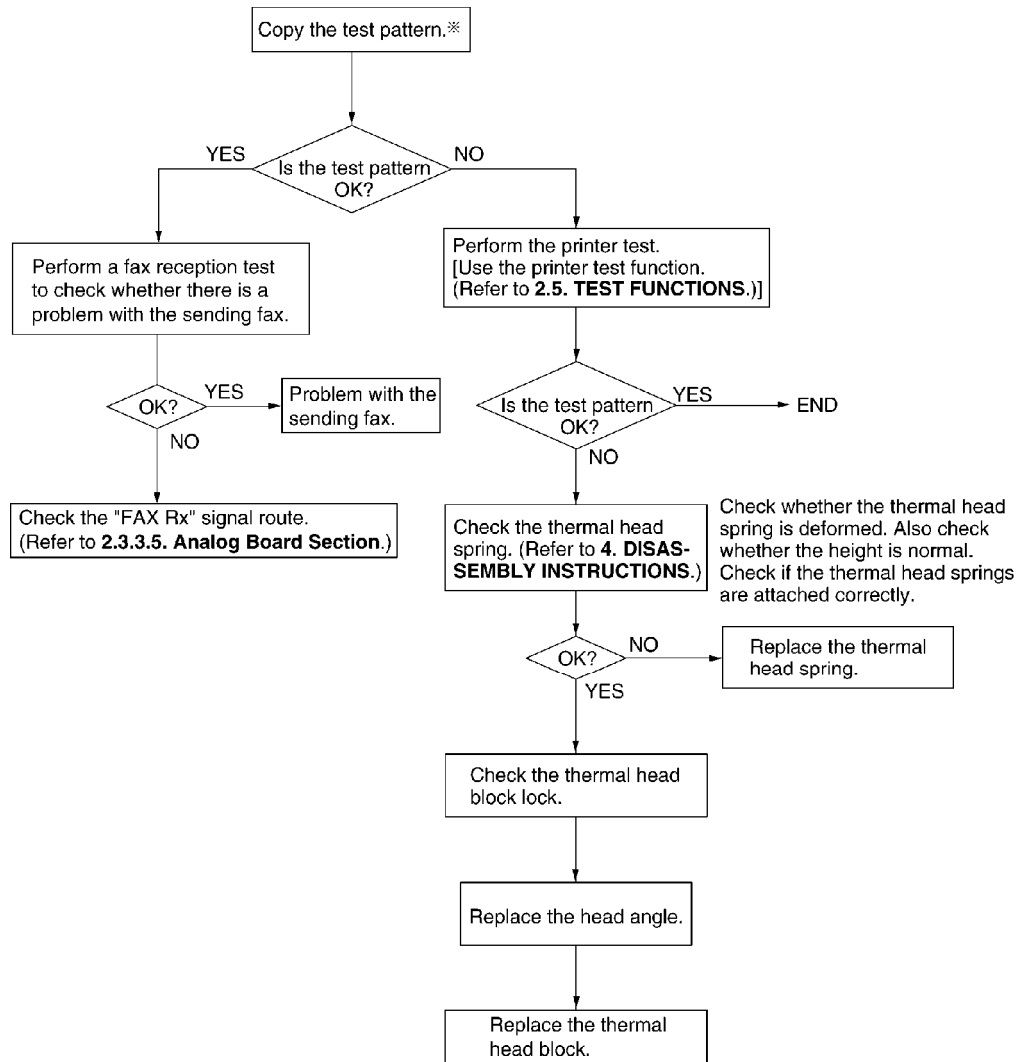 Copy the test pattern.※
YES
NO
Is the test pattern
OK?
Perform a fax reception test
to check whether there is a
problem with the sending fax.
Perform the printer test.
[Use the printer test function.
(Refer to 2.5. TEST FUNCTIONS.)]
OK?
YES
Problem with the
sending fax.
NO
Is the test pattern
OK?
YES
END
NO
Check the "FAX Rx" signal route.
(Refer to 2.3.3.5. Analog Board Section.)
Check the thermal head
spring. (Refer to 4. DISAS-
SEMBLY INSTRUCTIONS.)
Check whether the thermal head
spring is deformed. Also check
whether the height is normal.
Check if the thermal head springs
are attached correctly.
OK?
NO
Replace the thermal
head spring.
YES
Check the thermal head
block lock.
Replace the head angle.
Replace the thermal
head block.